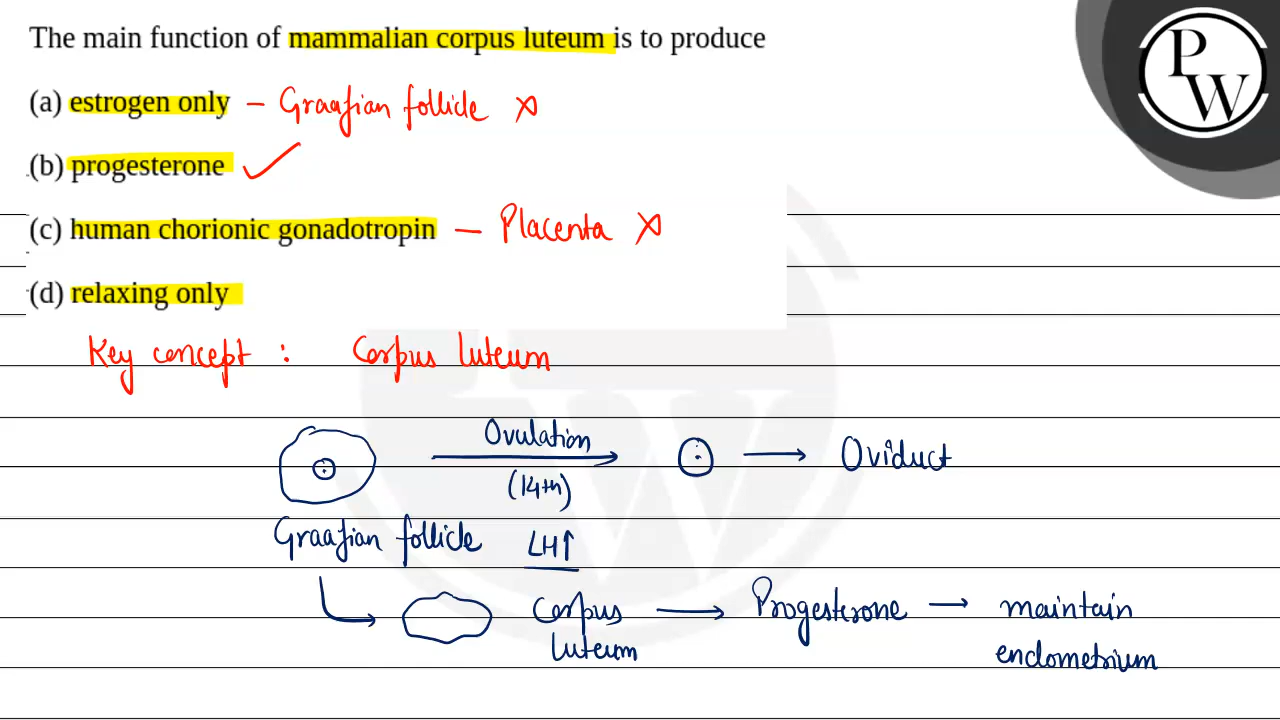 The main function of mammalian corpus luteum is to produce
(a) estrogen only – Graafian follicle ×
(b) progesterone ✓
(c) human chorionic gonadotropin – Placenta ×
(d) relaxing only
Key concept : Corpus luteum
Ovulation
(14th)
→ Oviduct
Graafian follicle LH↑
Corpus luteum → Progesterone → maintain endometrium
PW